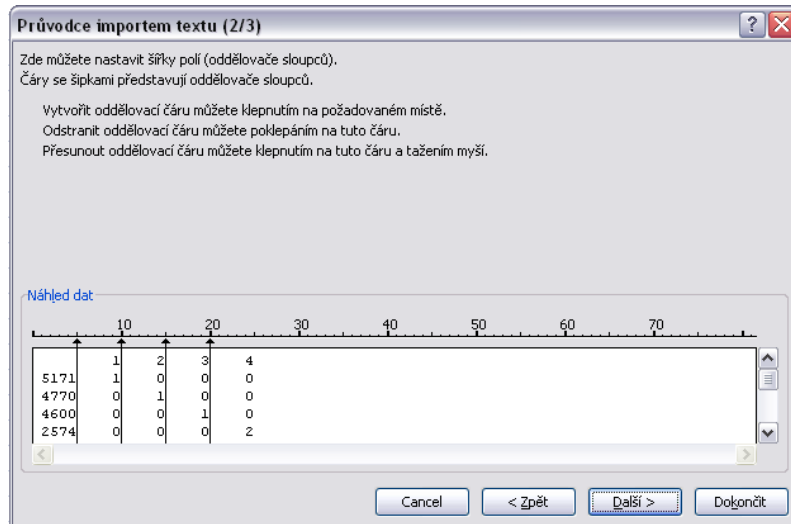 Průvodce importem textu (2/3)
Zde můžete nastavit šířky polí (oddělovače sloupců).
Čáry se šipkami představují oddělovače sloupců.
Vytvořit oddělovací čáru můžete klepnutím na požadovaném místě.
Odstranit oddělovací čáru můžete poklepáním na tuto čáru.
Přesunout oddělovací čáru můžete klepnutím na tuto čáru a tažením myší.
Náhled dat
10 20 30 40 50 60 70
1 2 3 4
5171 1 0 0 0
4770 0 1 0 0
4600 0 0 1 0
2574 0 0 0 2
Cancel < Zpět Další > Dokončit